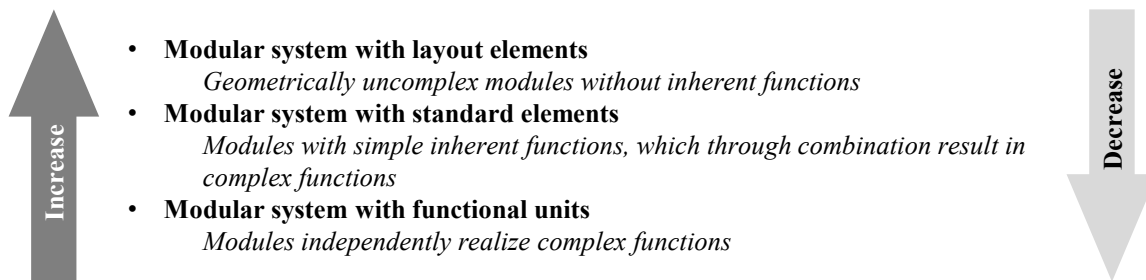 Increase
• Modular system with layout elements
Geometrically uncomplex modules without inherent functions
• Modular system with standard elements
Modules with simple inherent functions, which through combination result in
complex functions
• Modular system with functional units
Modules independently realize complex functions
Decrease